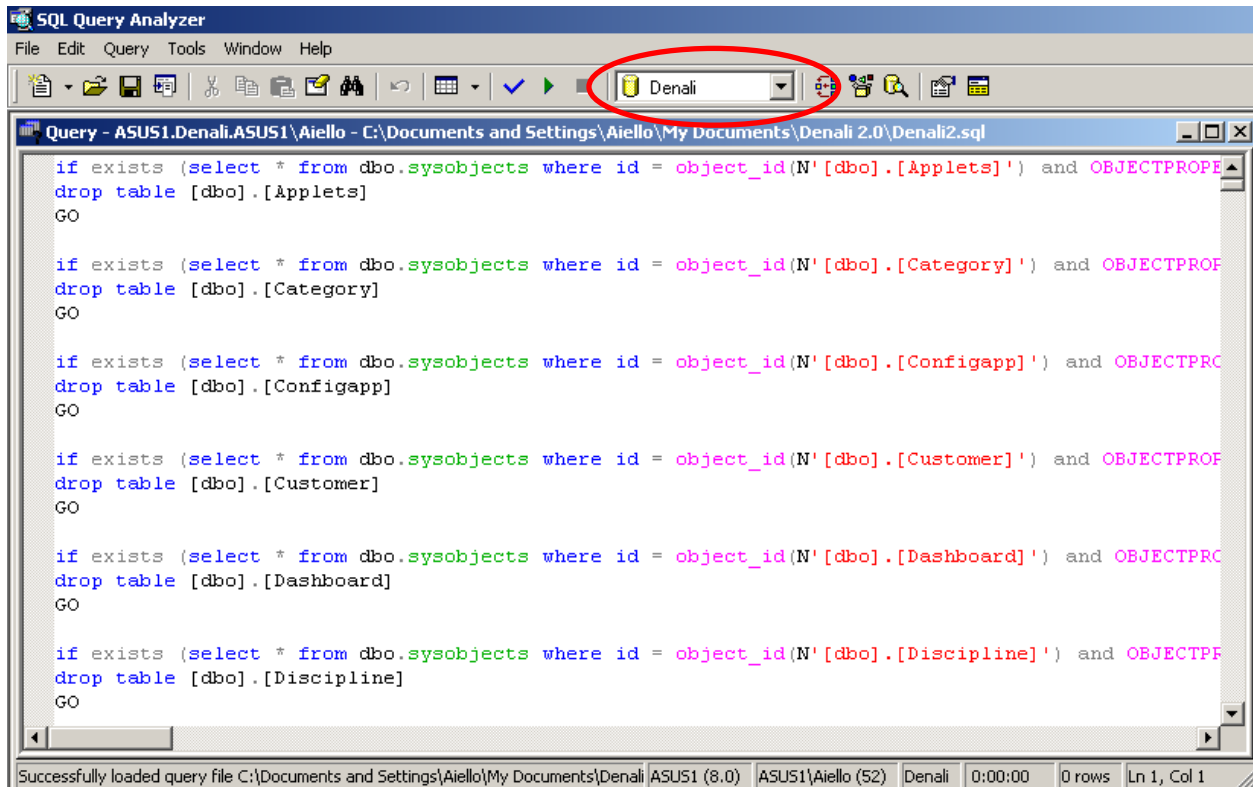 SQL Query Analyzer
File Edit Query Tools Window Help
Denali
Query - ASUS1.Denali.ASUS1\Aiello - C:\Documents and Settings\Aiello\My Documents\Denali 2.0\Denali2.sql
if exists (select * from dbo.sysobjects where id = object_id(N'[dbo].[Applets]') and OBJECTPROPE
drop table [dbo].[Applets]
GO
if exists (select * from dbo.sysobjects where id = object_id(N'[dbo].[Category]') and OBJECTPROP
drop table [dbo].[Category]
GO
if exists (select * from dbo.sysobjects where id = object_id(N'[dbo].[Configapp]') and OBJECTPRO
drop table [dbo].[Configapp]
GO
if exists (select * from dbo.sysobjects where id = object_id(N'[dbo].[Customer]') and OBJECTPROP
drop table [dbo].[Customer]
GO
if exists (select * from dbo.sysobjects where id = object_id(N'[dbo].[Dashboard]') and OBJECTPRO
drop table [dbo].[Dashboard]
GO
if exists (select * from dbo.sysobjects where id = object_id(N'[dbo].[Discipline]') and OBJECTPR
drop table [dbo].[Discipline]
GO
Successfully loaded query file C:\Documents and Settings\Aiello\My Documents\Denali ASUS1 (8.0) ASUS1\Aiello (52) Denali 0:00:00 0 rows Ln 1, Col 1